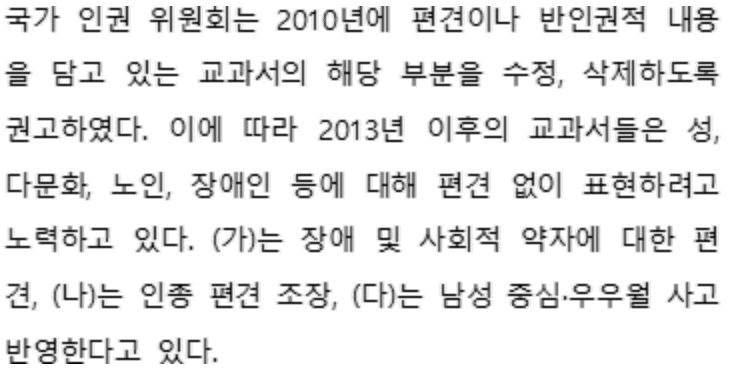 국가 인권 위원회는 2010년에 편견이나 반인권적 내용
을 담고 있는 교과서의 해당 부분을 수정, 삭제하도록
권고하였다. 이에 따라 2013년 이후의 교과서들은 성,
다문화, 노인, 장애인 등에 대해 편견 없이 표현하려고
노력하고 있다. (가)는 장애 및 사회적 약자에 대한 편
견, (나)는 인종 편견 조장, (다)는 남성 중심·우우월 사고
반영한다고 있다.